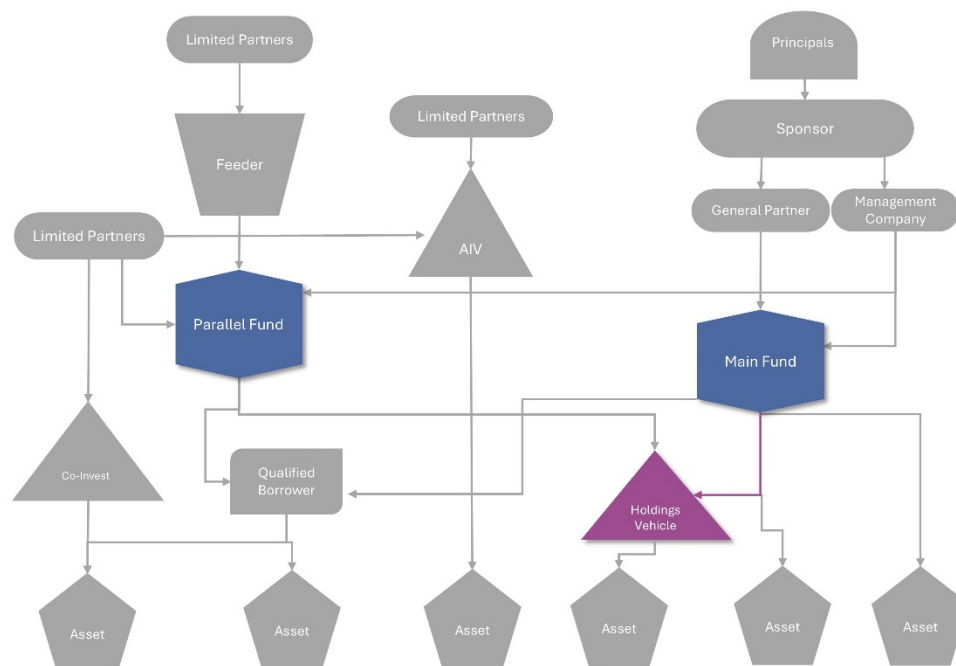 Limited Partners
Principals
Limited Partners
Sponsor
Feeder
General Partner
Management
Company
Limited Partners
AIV
Parallel Fund
Main Fund
Co-Invest
Qualified
Borrower
Holdings
Vehicle
Asset
Asset
Asset
Asset
Asset
Asset